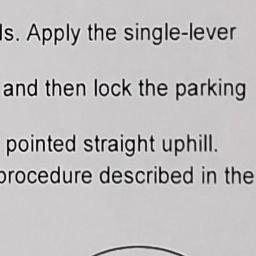 ls. Apply the single-lever
and then lock the parking
pointed straight uphill.
procedure described in the